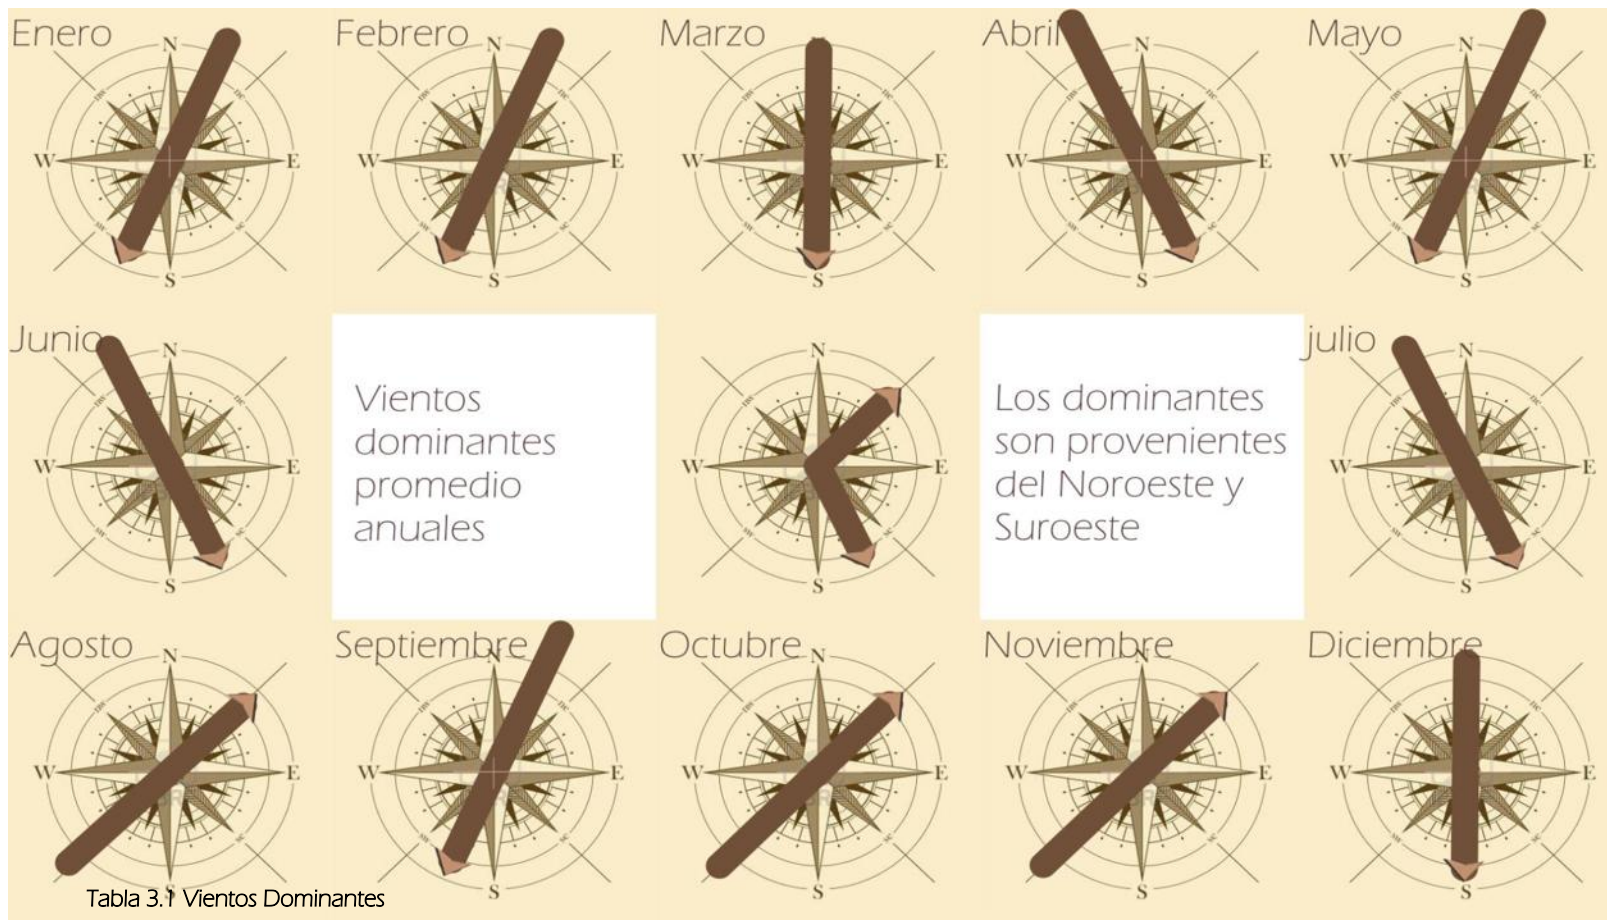 Enero
N
W
E
S
Febrero
N
W
E
S
Marzo
N
W
E
S
Abril
N
W
E
S
Mayo
N
W
E
S
Junio
N
W
E
S
Vientos
dominantes
promedio
anuales
N
W
E
S
Los dominantes
son provenientes
del Noroeste y
Suroeste
julio
N
W
E
S
Agosto
N
W
E
S
Septiembre
N
W
E
S
Octubre
N
W
E
S
Noviembre
N
W
E
S
Diciembre
W
E
S
Tabla 3.1 Vientos Dominantes